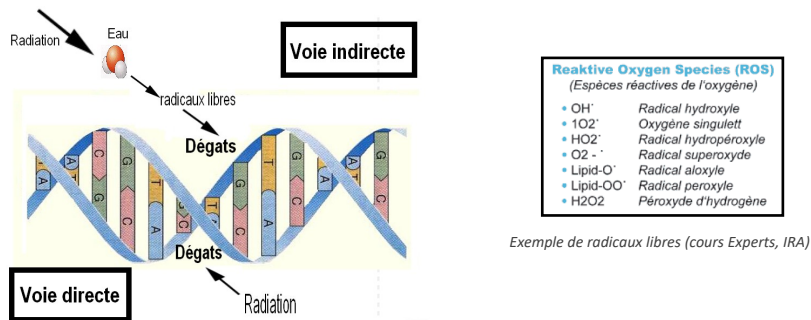 Radiation
Eau
Voie indirecte
radicaux libres
Dégats
T A C G T C G A G C T A G C A T G C
Dégats
Voie directe
Radiation
Reaktive Oxygen Species (ROS)
(Espèces réactives de l'oxygène)
• OH˙ Radical hydroxyle
• 1O2˙ Oxygène singulett
• HO2˙ Radical hydropéroxyle
• O2 - ˙ Radical superoxyde
• Lipid-O˙ Radical aloxyle
• Lipid-OO˙ Radical peroxyle
• H2O2 Péroxyde d'hydrogène
Exemple de radicaux libres (cours Experts, IRA)